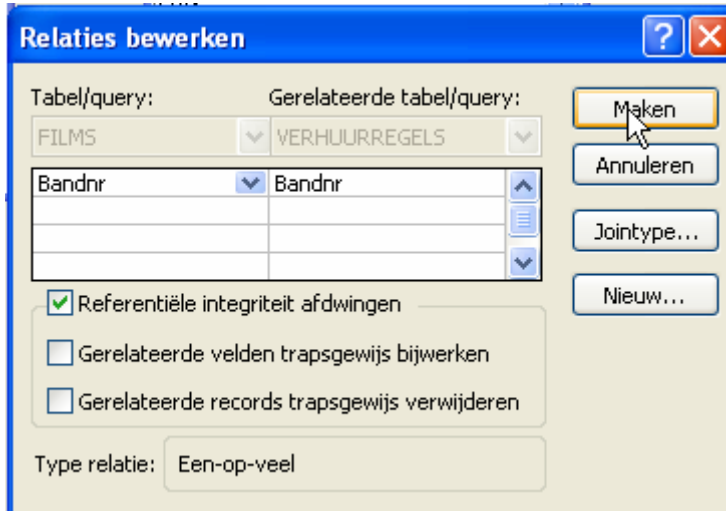 Relaties bewerken
Tabel/query: Gerelateerde tabel/query:
FILMS VERHUURREGELS
Bandnr Bandnr
Referentiële integriteit afdwingen
Gerelateerde velden trapsgewijs bijwerken
Gerelateerde records trapsgewijs verwijderen
Type relatie: Een-op-veel
Maken
Annuleren
Jointype...
Nieuw...